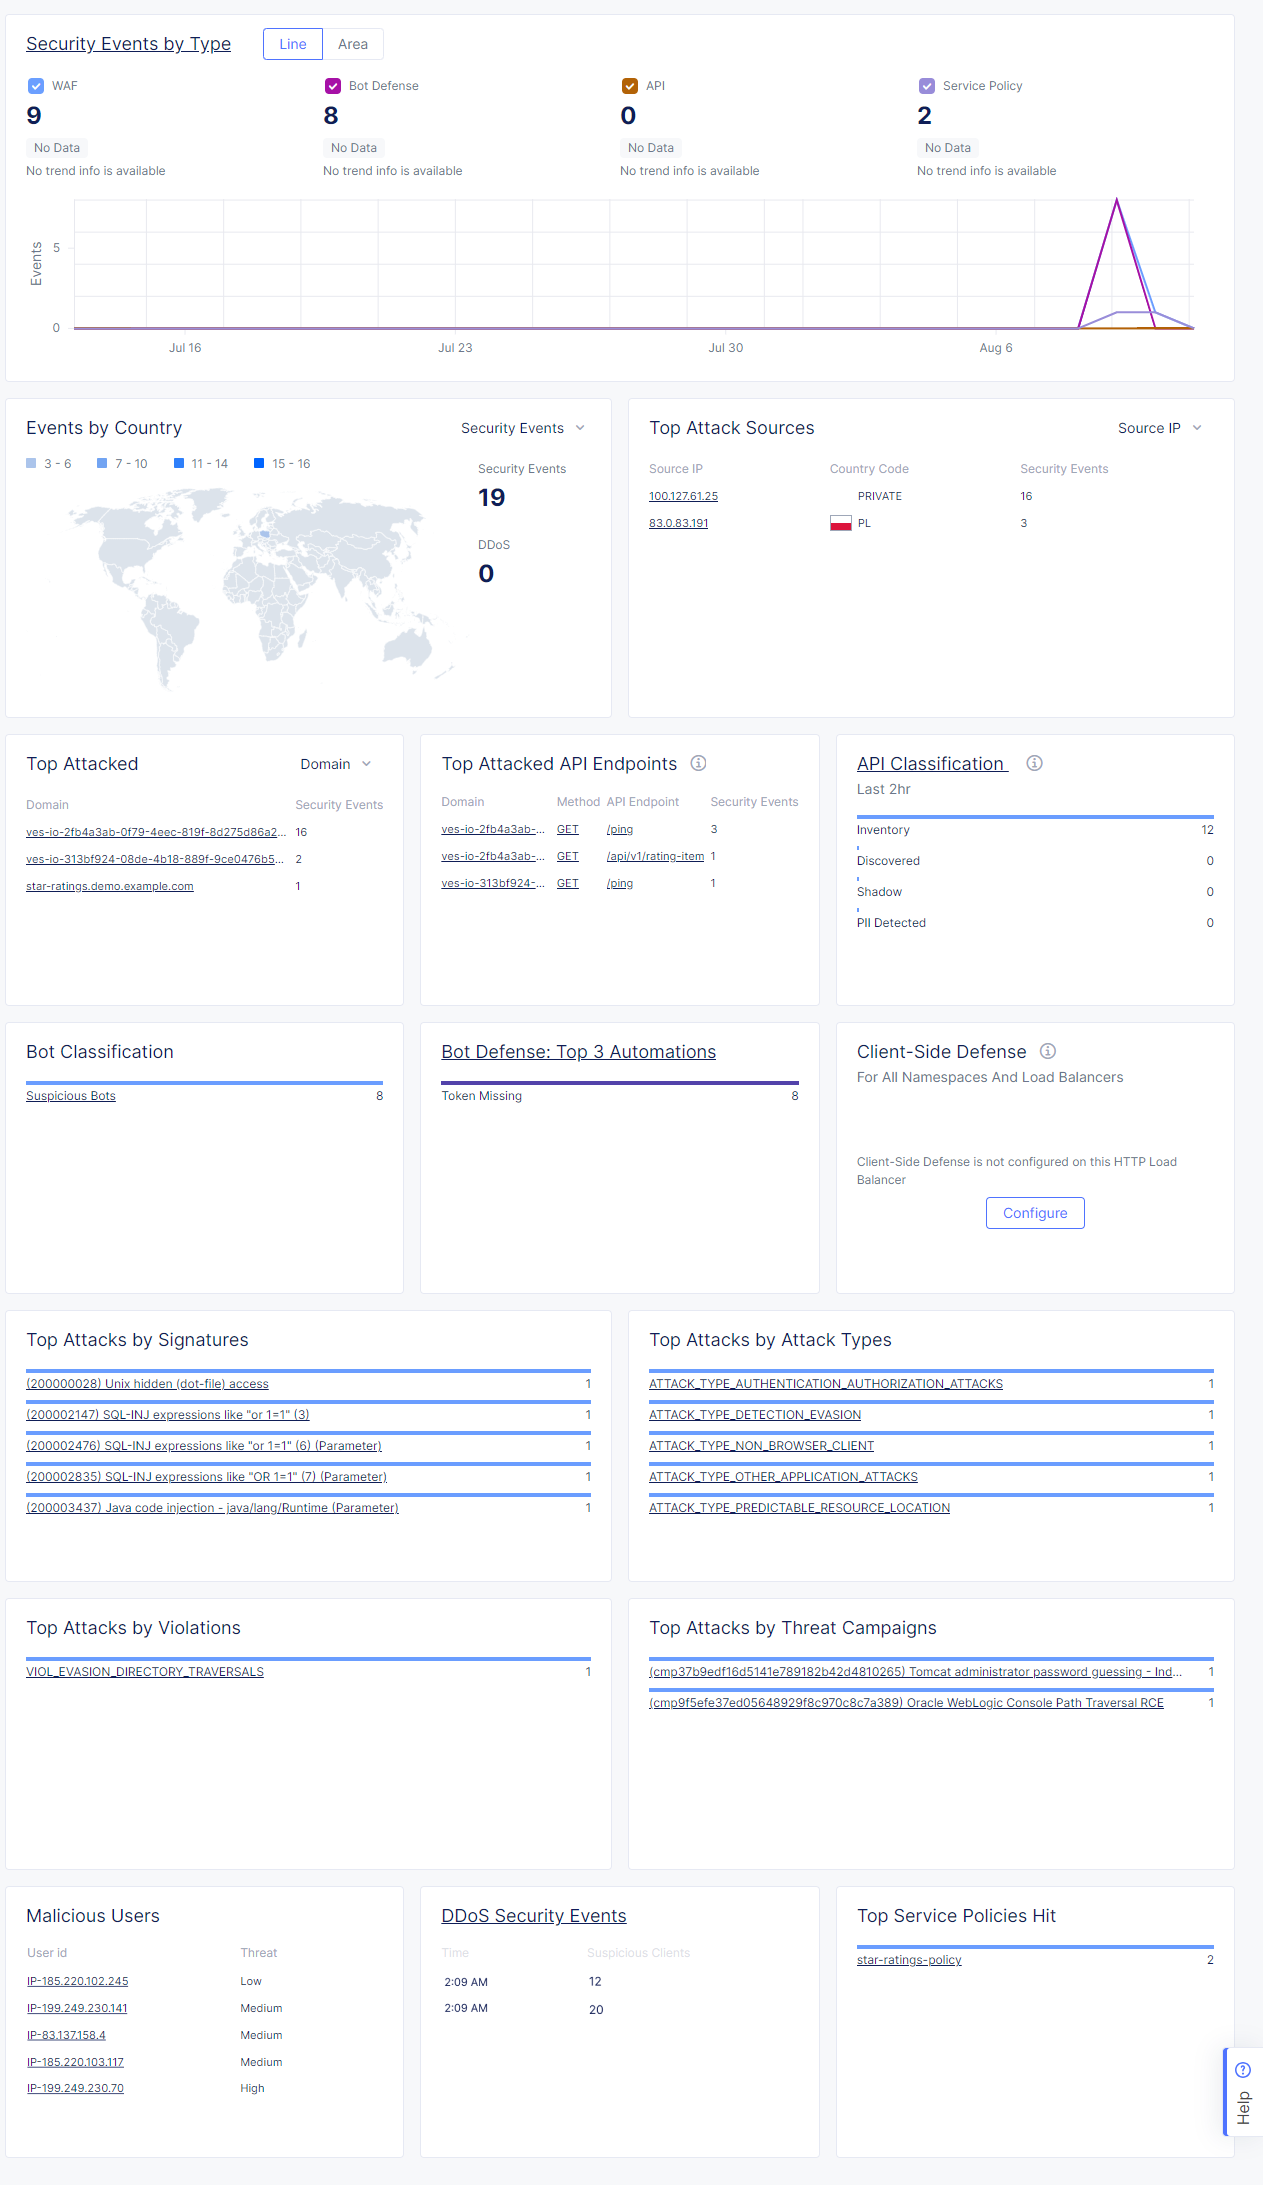 Security Events by Type Line Area
WAF Bot Defense API Service Policy
9 8 0 2
No Data No Data No Data No Data
No trend info is available No trend info is available No trend info is available No trend info is available
Events
5
0
Jul 16 Jul 23 Jul 30 Aug 6
Events by Country Security Events
3 - 6 7 - 10 11 - 14 15 - 16
Security Events
19
DDoS
0
Top Attack Sources Source IP
Source IP Country Code Security Events
100.127.61.25 PRIVATE 16
83.0.83.191 PL 3
Top Attacked Domain
Domain Security Events
ves-io-2fb4a3ab-0f79-4eec-819f-8d275d86a2... 16
ves-io-313bf924-08de-4b18-889f-9ce0476b5... 2
star-ratings.demo.example.com 1
Top Attacked API Endpoints
Domain Method API Endpoint Security Events
ves-io-2fb4a3ab-... GET /ping 3
ves-io-2fb4a3ab-... GET /api/v1/rating-item 1
ves-io-313bf924-... GET /ping 1
API Classification
Last 2hr
Inventory 12
Discovered 0
Shadow 0
PII Detected 0
Bot Classification
Suspicious Bots 8
Bot Defense: Top 3 Automations
Token Missing 8
Client-Side Defense
For All Namespaces And Load Balancers
Client-Side Defense is not configured on this HTTP Load
Balancer
Configure
Top Attacks by Signatures
(200000028) Unix hidden (dot-file) access 1
(200002147) SQL-INJ expressions like "or 1=1" (3) 1
(200002476) SQL-INJ expressions like "or 1=1" (6) (Parameter) 1
(200002835) SQL-INJ expressions like "OR 1=1" (7) (Parameter) 1
(200003437) Java code injection - java/lang/Runtime (Parameter) 1
Top Attacks by Attack Types
ATTACK_TYPE_AUTHENTICATION_AUTHORIZATION_ATTACKS 1
ATTACK_TYPE_DETECTION_EVASION 1
ATTACK_TYPE_NON_BROWSER_CLIENT 1
ATTACK_TYPE_OTHER_APPLICATION_ATTACKS 1
ATTACK_TYPE_PREDICTABLE_RESOURCE_LOCATION 1
Top Attacks by Violations
VIOL_EVASION_DIRECTORY_TRAVERSALS 1
Top Attacks by Threat Campaigns
(cmp37b9edf16d5141e789182b42d4810265) Tomcat administrator password guessing - Ind... 1
(cmp9f5efe37ed05648929f8c970c8c7a389) Oracle WebLogic Console Path Traversal RCE 1
Malicious Users
User id Threat
IP-185.220.102.245 Low
IP-199.249.230.141 Medium
IP-83.137.158.4 Medium
IP-185.220.103.117 Medium
IP-199.249.230.70 High
DDoS Security Events
Time Suspicious Clients
2:09 AM 12
2:09 AM 20
Top Service Policies Hit
star-ratings-policy 2
Help